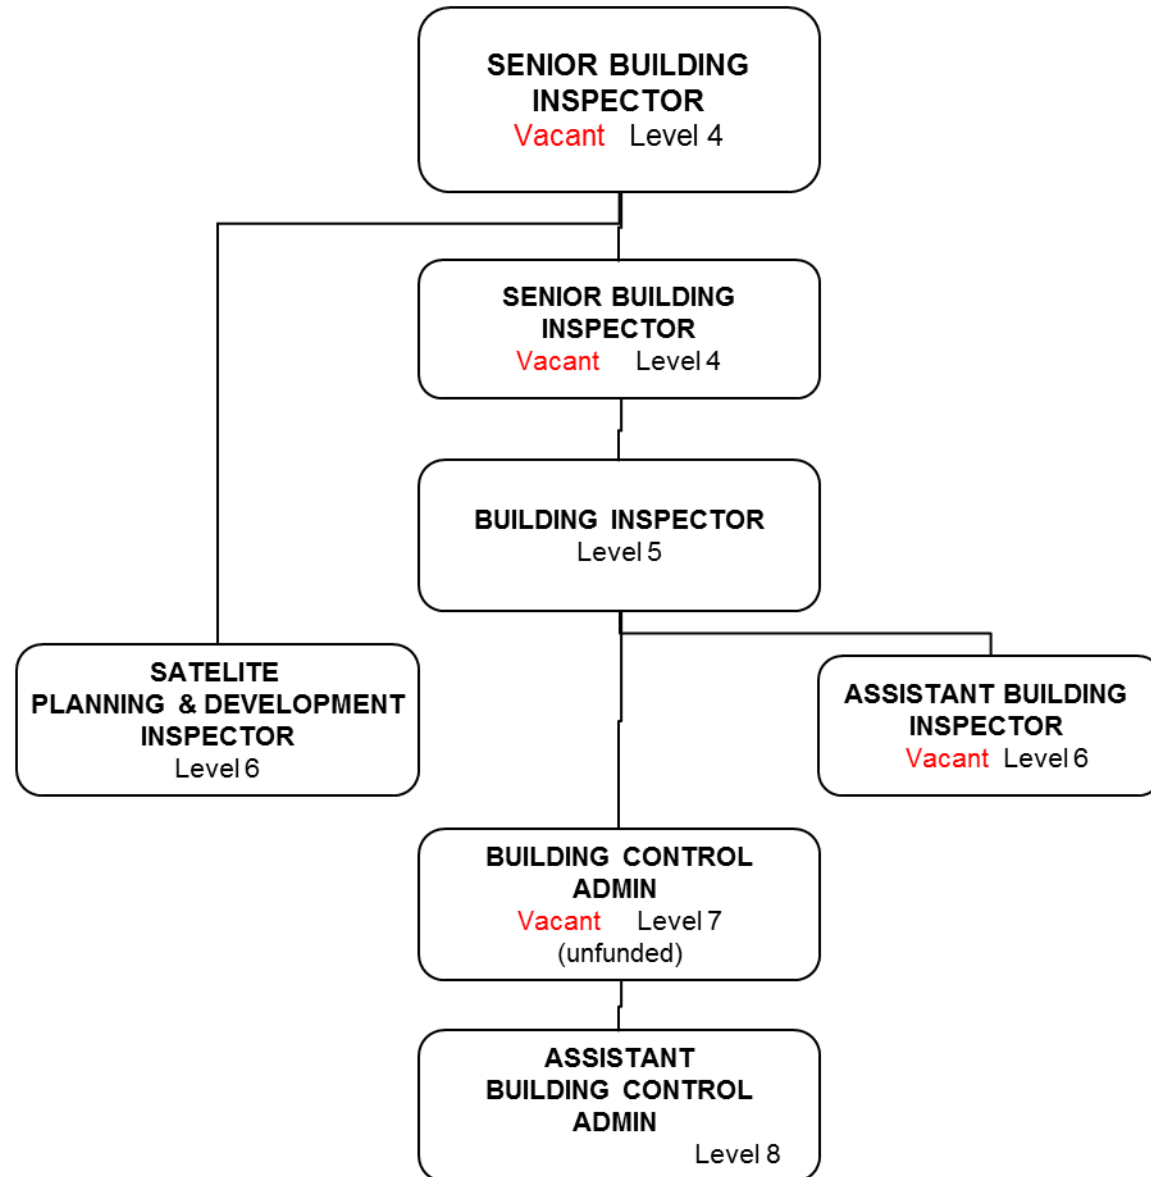 SENIOR BUILDING
INSPECTOR
Vacant Level 4
SENIOR BUILDING
INSPECTOR
Vacant Level 4
BUILDING INSPECTOR
Level 5
SATELITE
PLANNING & DEVELOPMENT
INSPECTOR
Level 6
ASSISTANT BUILDING
INSPECTOR
Vacant Level 6
BUILDING CONTROL
ADMIN
Vacant Level 7
(unfunded)
ASSISTANT
BUILDING CONTROL
ADMIN
Level 8